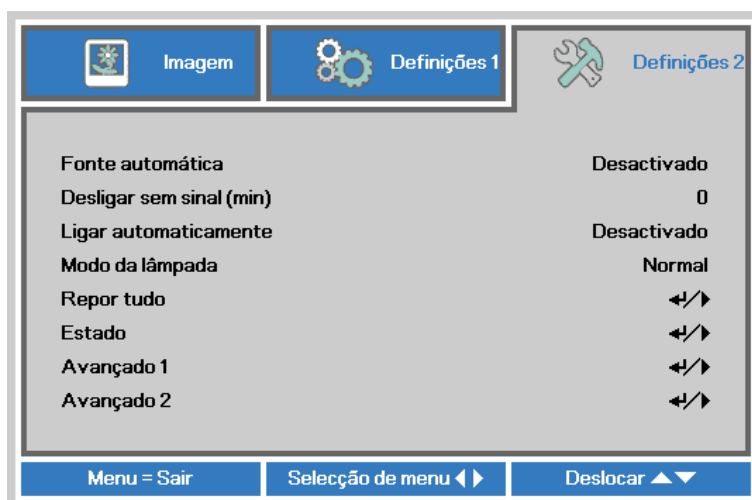 Imagem Definições 1 Definições 2
Fonte automática Desactivado
Desligar sem sinal (min) 0
Ligar automaticamente Desactivado
Modo da lâmpada Normal
Repor tudo
Estado
Avançado 1
Avançado 2
Menu = Sair Selecção de menu Deslocar